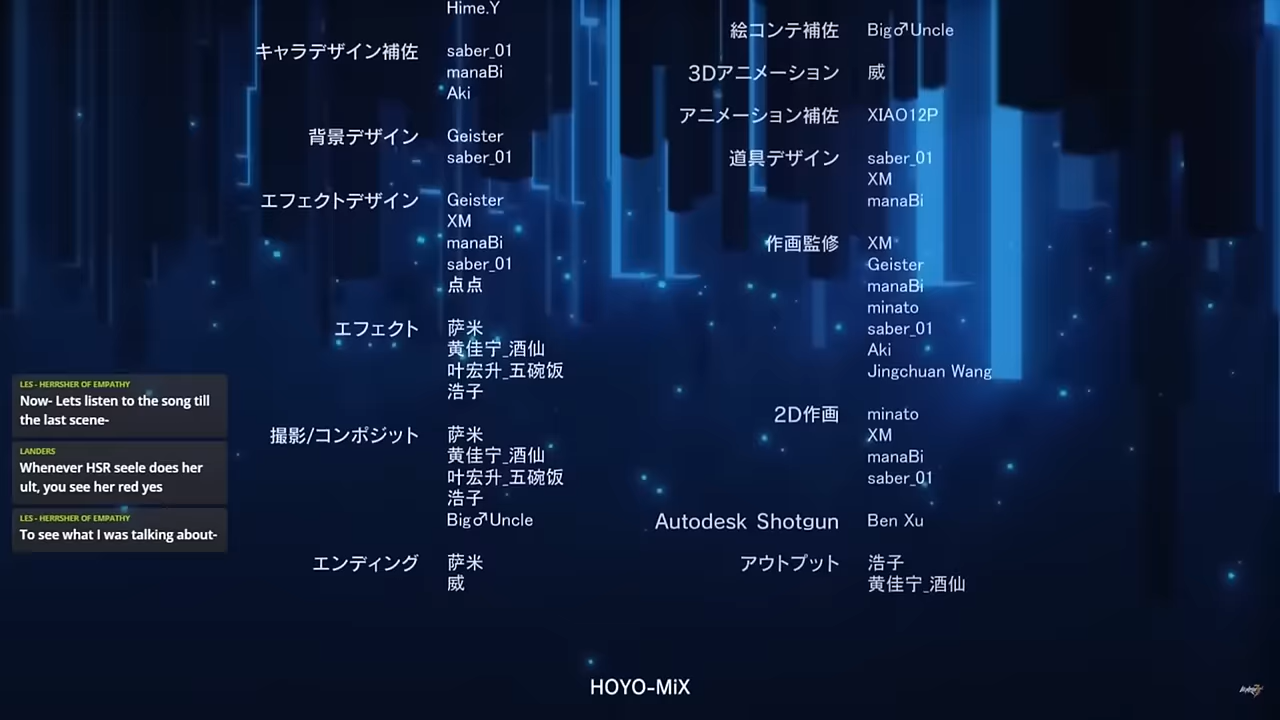 Hime.Y
キャラデザイン補佐 saber_01
manaBi
Aki
背景デザイン Geister
saber_01
エフェクトデザイン Geister
XM
manaBi
saber_01
点点
エフェクト 萨米
黄佳宁_酒仙
叶宏升_五碗饭
浩子
撮影/コンポジット 萨米
黄佳宁_酒仙
叶宏升_五碗饭
浩子
Big♂Uncle
エンディング 萨米
威
絵コンテ補佐 Big♂Uncle
3Dアニメーション 威
アニメーション補佐 XIAO12P
道具デザイン saber_01
XM
manaBi
作画監修 XM
Geister
manaBi
minato
saber_01
Aki
Jingchuan Wang
2D作画 minato
XM
manaBi
saber_01
Autodesk Shotgun Ben Xu
アウトプット 浩子
黄佳宁_酒仙
LES - HERRSHER OF EMPATHY
Now- Lets listen to the song till
the last scene-
LANDERS
Whenever HSR seele does her
ult, you see her red yes
LES - HERRSHER OF EMPATHY
To see what I was talking about-
HOYO-MiX